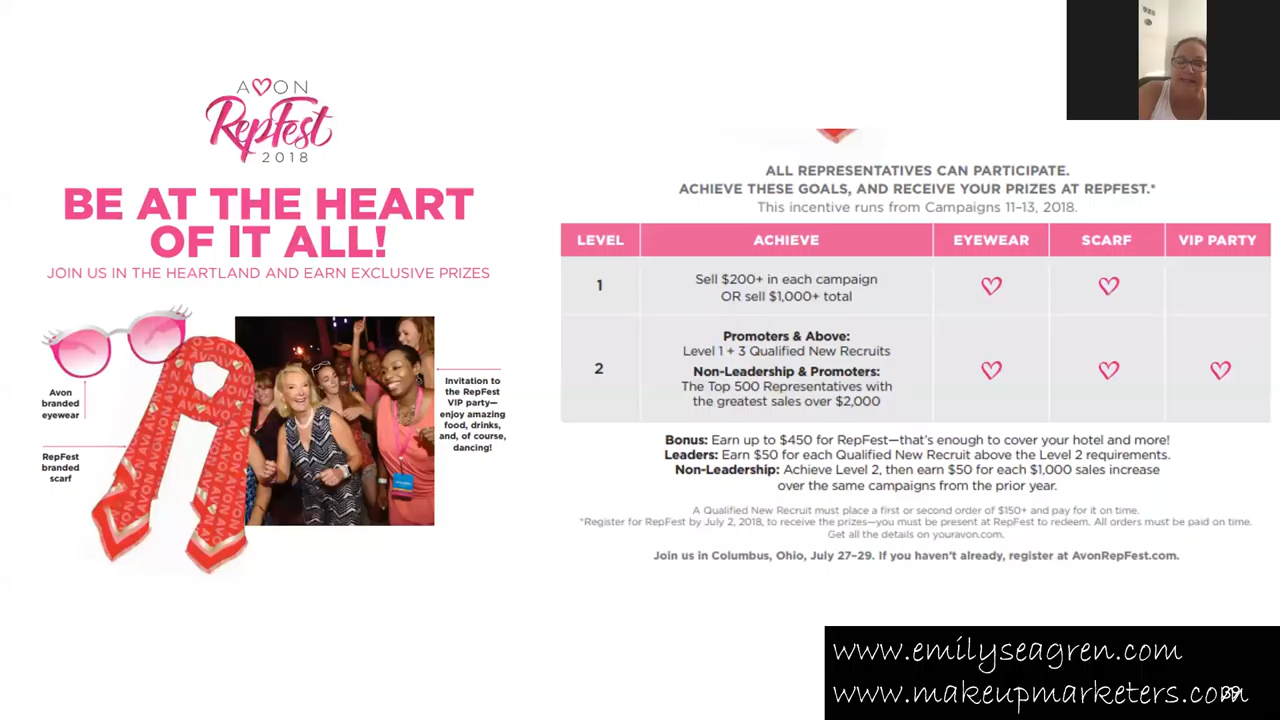 AVON
RepFest
2018
BE AT THE HEART
OF IT ALL!
JOIN US IN THE HEARTLAND AND EARN EXCLUSIVE PRIZES
Avon
branded
eyewear
RepFest
branded
scarf
Invitation to
the RepFest
VIP party—
enjoy amazing
food, drinks,
and, of course,
dancing!
ALL REPRESENTATIVES CAN PARTICIPATE.
ACHIEVE THESE GOALS, AND RECEIVE YOUR PRIZES AT REPFEST.*
This incentive runs from Campaigns 11–13, 2018.
LEVEL ACHIEVE EYEWEAR SCARF VIP PARTY
1
Sell $200+ in each campaign
OR sell $1,000+ total
2
Promoters & Above:
Level 1 + 3 Qualified New Recruits
Non-Leadership & Promoters:
The Top 500 Representatives with
the greatest sales over $2,000
Bonus: Earn up to $450 for RepFest—that's enough to cover your hotel and more!
Leaders: Earn $50 for each Qualified New Recruit above the Level 2 requirements.
Non-Leadership: Achieve Level 2, then earn $50 for each $1,000 sales increase
over the same campaigns from the prior year.
A Qualified New Recruit must place a first or second order of $150+ and pay for it on time.
*Register for RepFest by July 2, 2018, to receive the prizes—you must be present at RepFest to redeem. All orders must be paid on time.
Get all the details on youravon.com.
Join us in Columbus, Ohio, July 27–29. If you haven't already, register at AvonRepFest.com.
www.emilyseagren.com
www.makeupmarketers.com
39